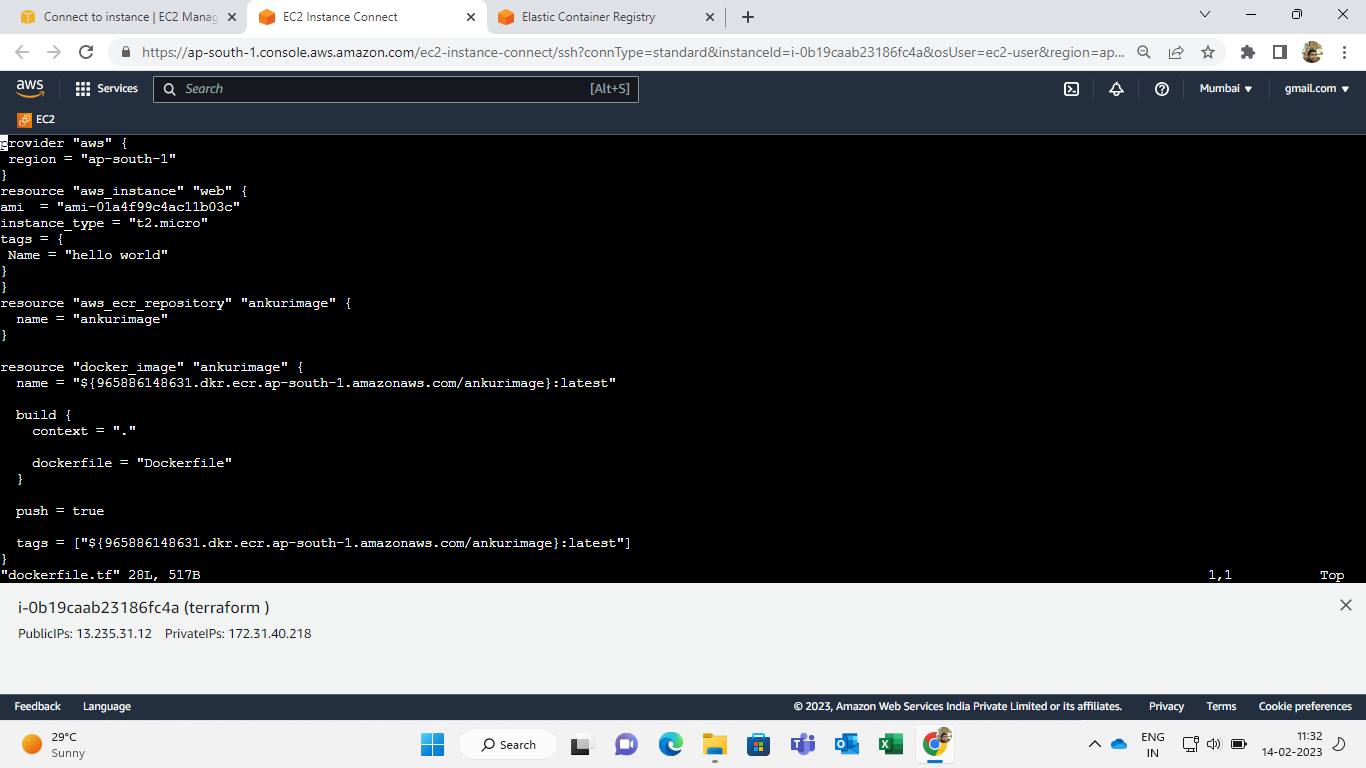 Connect to instance | EC2 Manag
EC2 Instance Connect
Elastic Container Registry
https://ap-south-1.console.aws.amazon.com/ec2-instance-connect/ssh?connType=standard&instanceId=i-0b19caab23186fc4a&osUser=ec2-user&region=ap...
aws
Services
Search
[Alt+S]
Mumbai
gmail.com
EC2
provider "aws" {
region = "ap-south-1"
}
resource "aws_instance" "web" {
ami  = "ami-01a4f99c4ac11b03c"
instance_type = "t2.micro"
tags = {
Name = "hello world"
}
}
resource "aws_ecr_repository" "ankurimage" {
name = "ankurimage"
}
resource "docker_image" "ankurimage" {
name = "${965886148631.dkr.ecr.ap-south-1.amazonaws.com/ankurimage}:latest"
build {
context = "."
dockerfile = "Dockerfile"
}
push = true
tags = ["${965886148631.dkr.ecr.ap-south-1.amazonaws.com/ankurimage}:latest"]
}
"dockerfile.tf" 28L, 517B 1,1 Top
i-0b19caab23186fc4a (terraform )
PublicIPs: 13.235.31.12 PrivateIPs: 172.31.40.218
Feedback Language © 2023, Amazon Web Services India Private Limited or its affiliates. Privacy Terms Cookie preferences
29°C
Sunny
Search
ENG
IN
11:32
14-02-2023